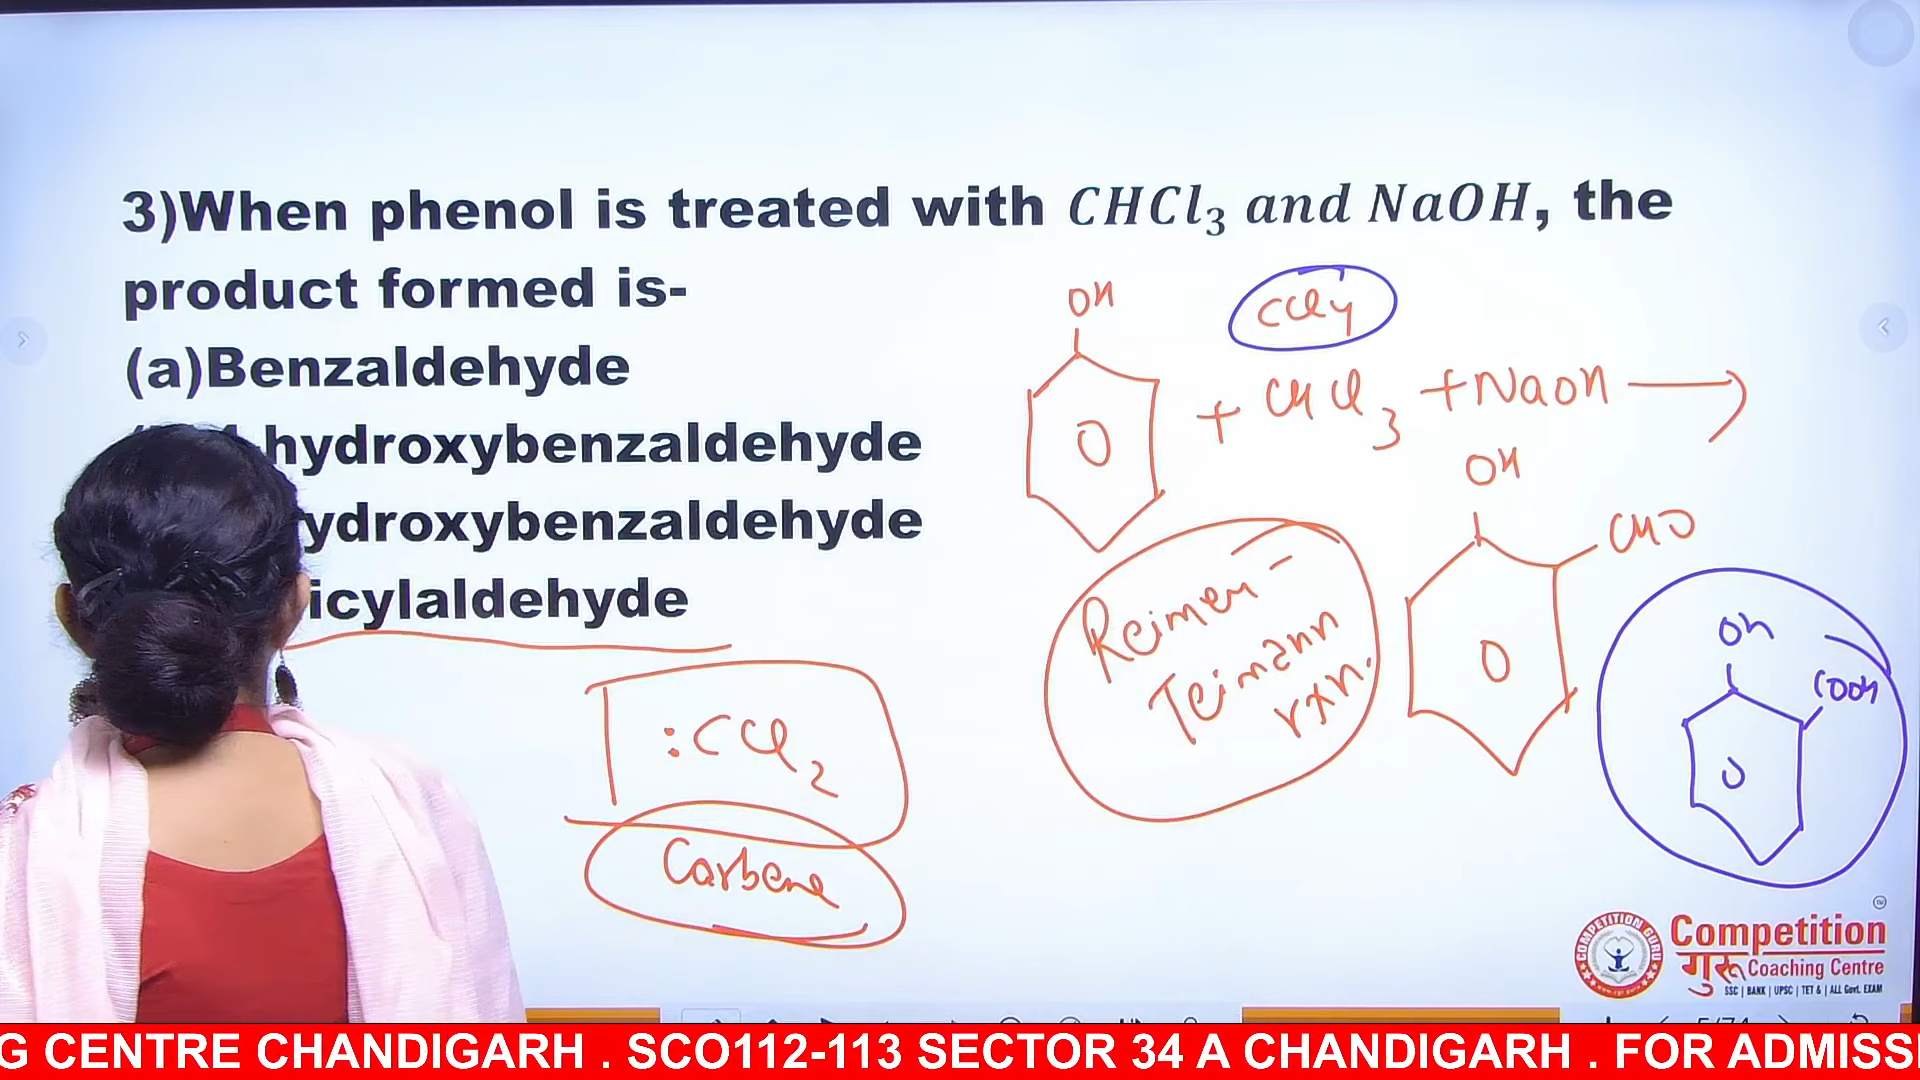 3)When phenol is treated with CHCl₃ and NaOH, the
product formed is-
(a)Benzaldehyde
hydroxybenzaldehyde
ydroxybenzaldehyde
icylaldehyde
OH
CCl4
+ CHCl3 + NaOH
OH
CHO
Reimer-
Teimann
rxn.
OH
COOH
:CCl2
Carbene
COMPETITION GURU
Competition
गुरु Coaching Centre
SSC | BANK | UPSC | TET & | ALL Govt. EXAM
G CENTRE CHANDIGARH . SCO112-113 SECTOR 34 A CHANDIGARH . FOR ADMISS